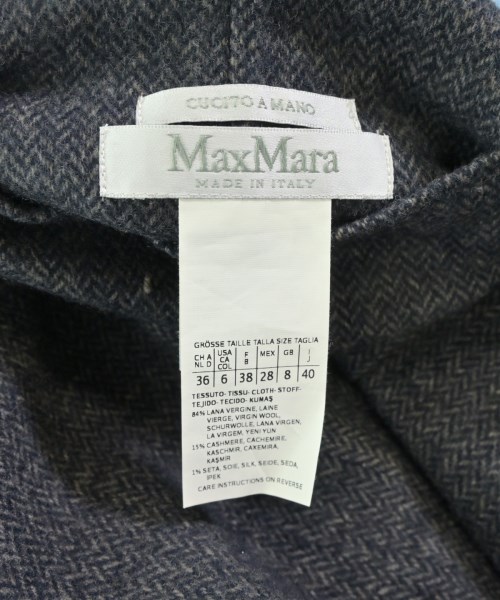 CUCITO A MANO
MaxMara
MADE IN ITALY
GRÖSSE TAILLE TALLA SIZE TAGLIA
CH A NL D USA CA COL F B MEX GB I J
36 6 38 28 8 40
TESSUTO-TISSU-CLOTH-STOFF-
TEJIDO-TECIDO-KUMAŞ
84% LANA VERGINE, LAINE
VIERGE, VIRGIN WOOL,
SCHURWOLLE, LANA VIRGEN,
LA VIRGEM, YENI YUN
15% CASHMERE, CACHEMIRE,
KASCHMIR, CAXEMIRA,
KAŞMIR
1% SETA, SOIE, SILK, SEIDE, SEDA,
IPEK
CARE INSTRUCTIONS ON REVERSE